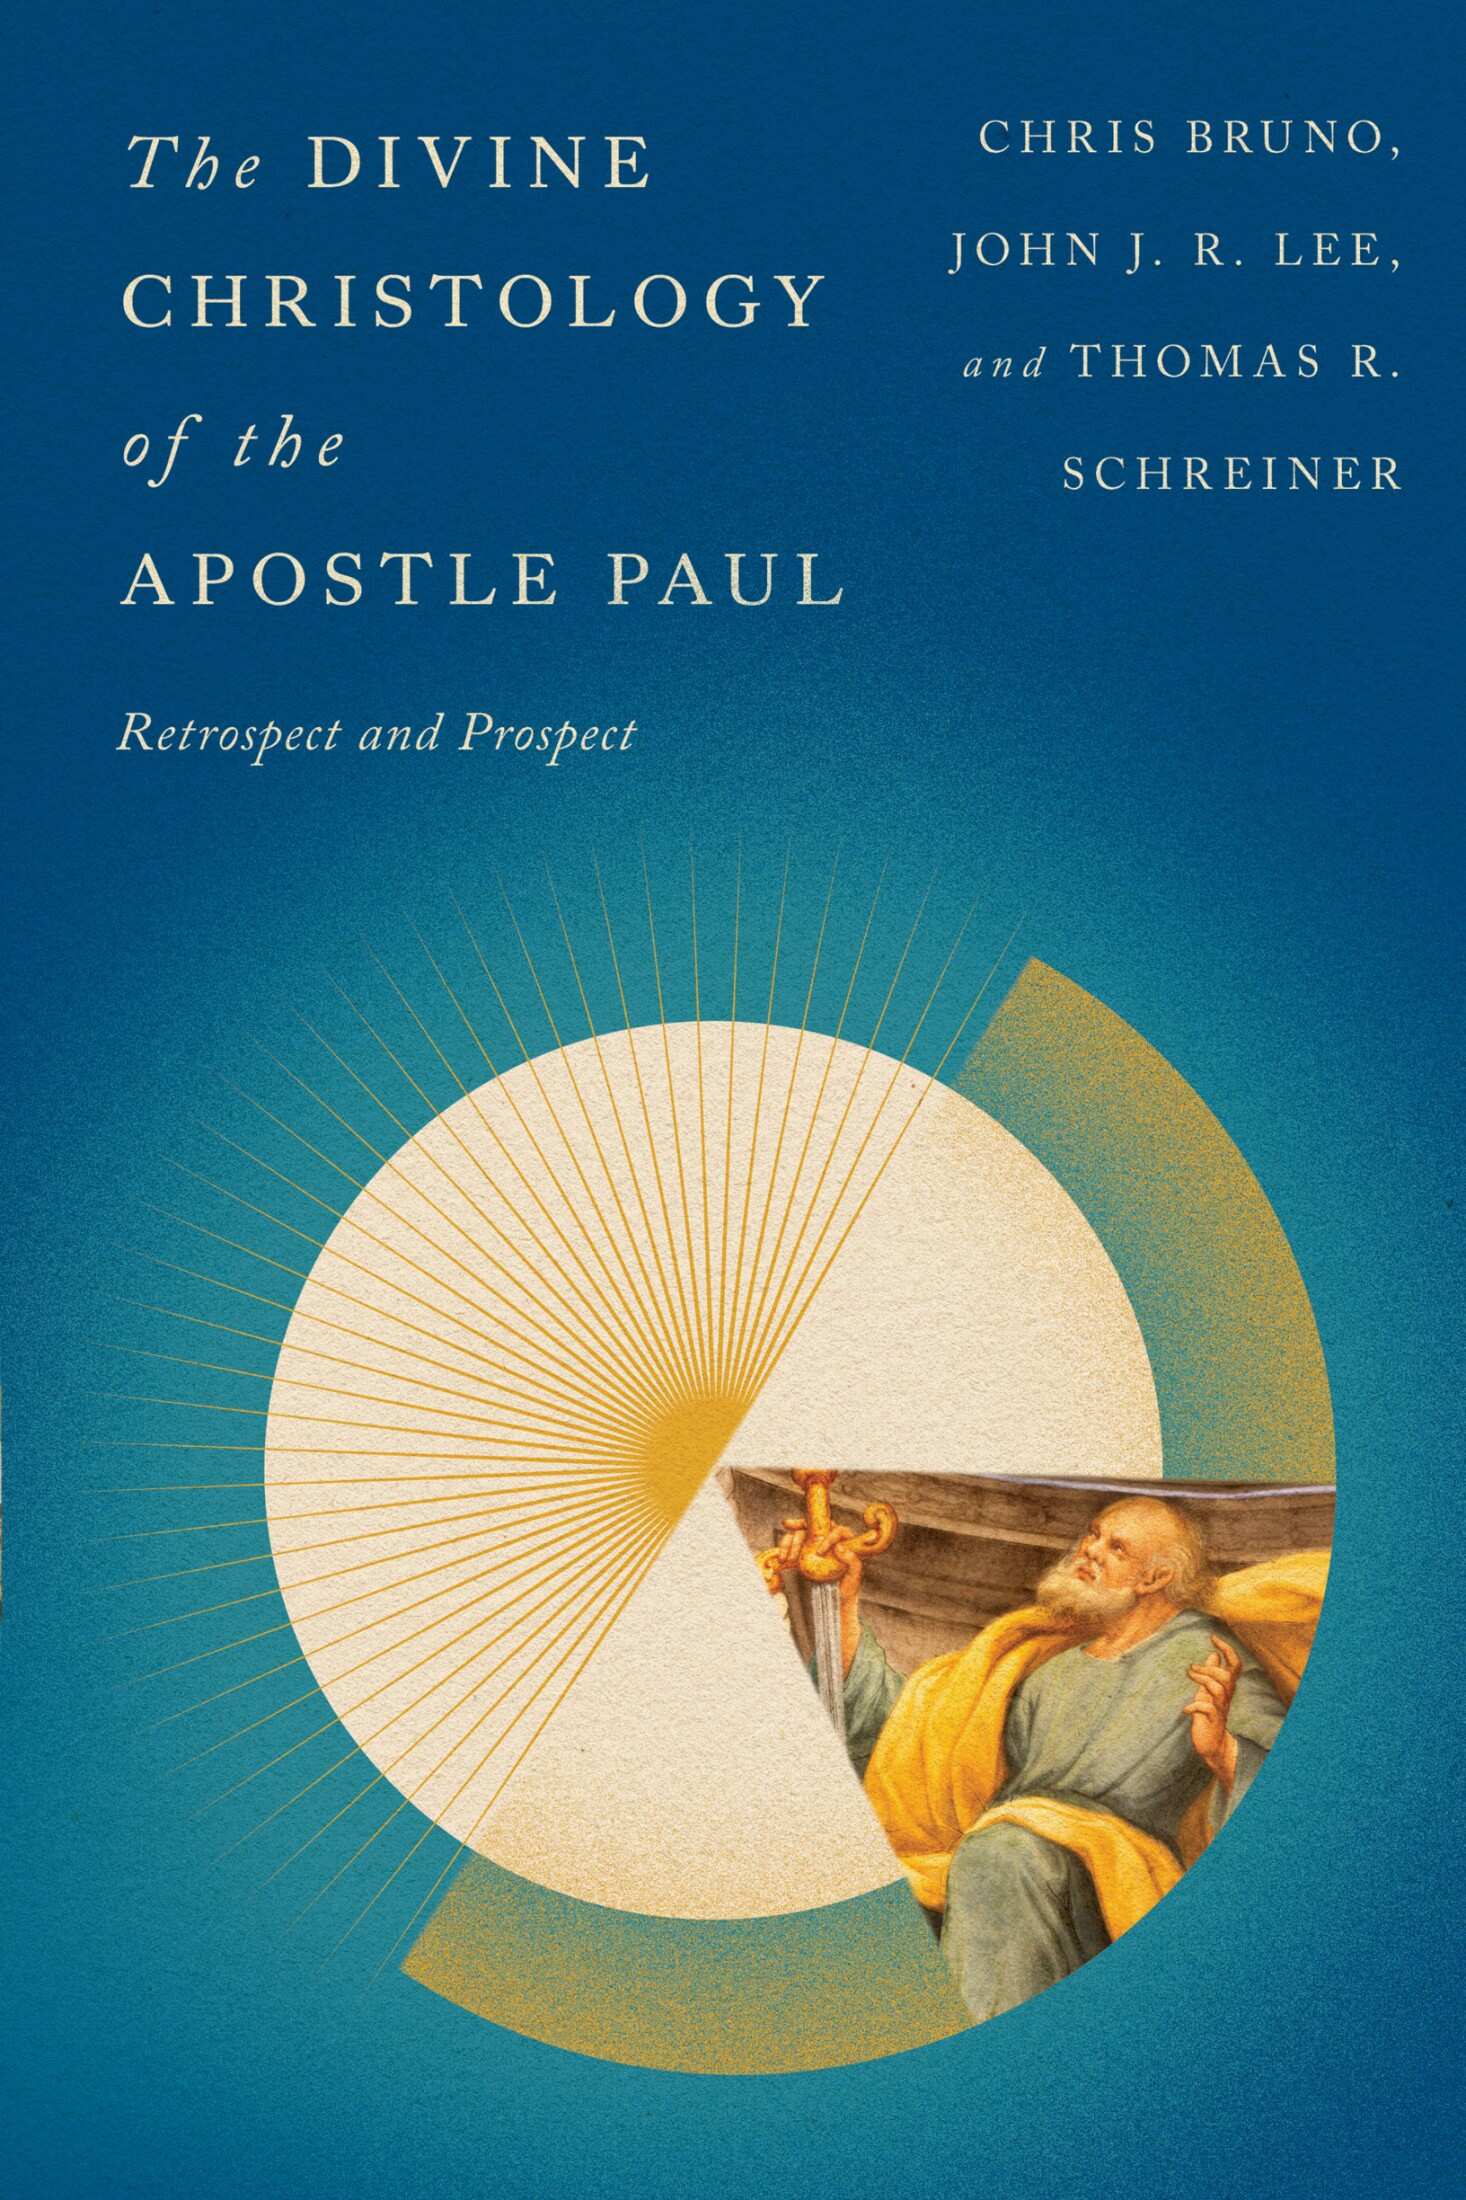 The DIVINE
CHRISTOLOGY
of the
APOSTLE PAUL
Retrospect and Prospect
CHRIS BRUNO,
JOHN J. R. LEE,
and THOMAS R.
SCHREINER